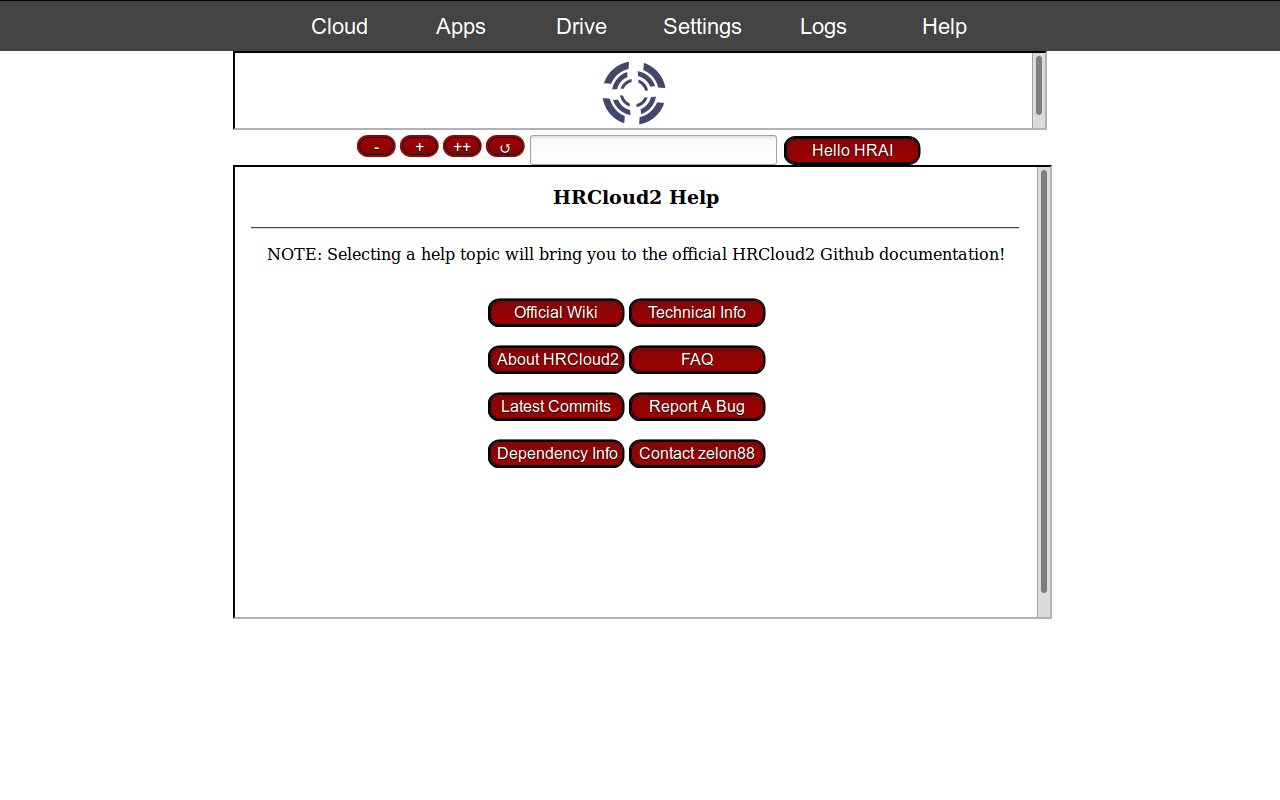 Cloud Apps Drive Settings Logs Help
- + ++ ↺ Hello HRAI
HRCloud2 Help
NOTE: Selecting a help topic will bring you to the official HRCloud2 Github documentation!
Official Wiki Technical Info
About HRCloud2 FAQ
Latest Commits Report A Bug
Dependency Info Contact zelon88